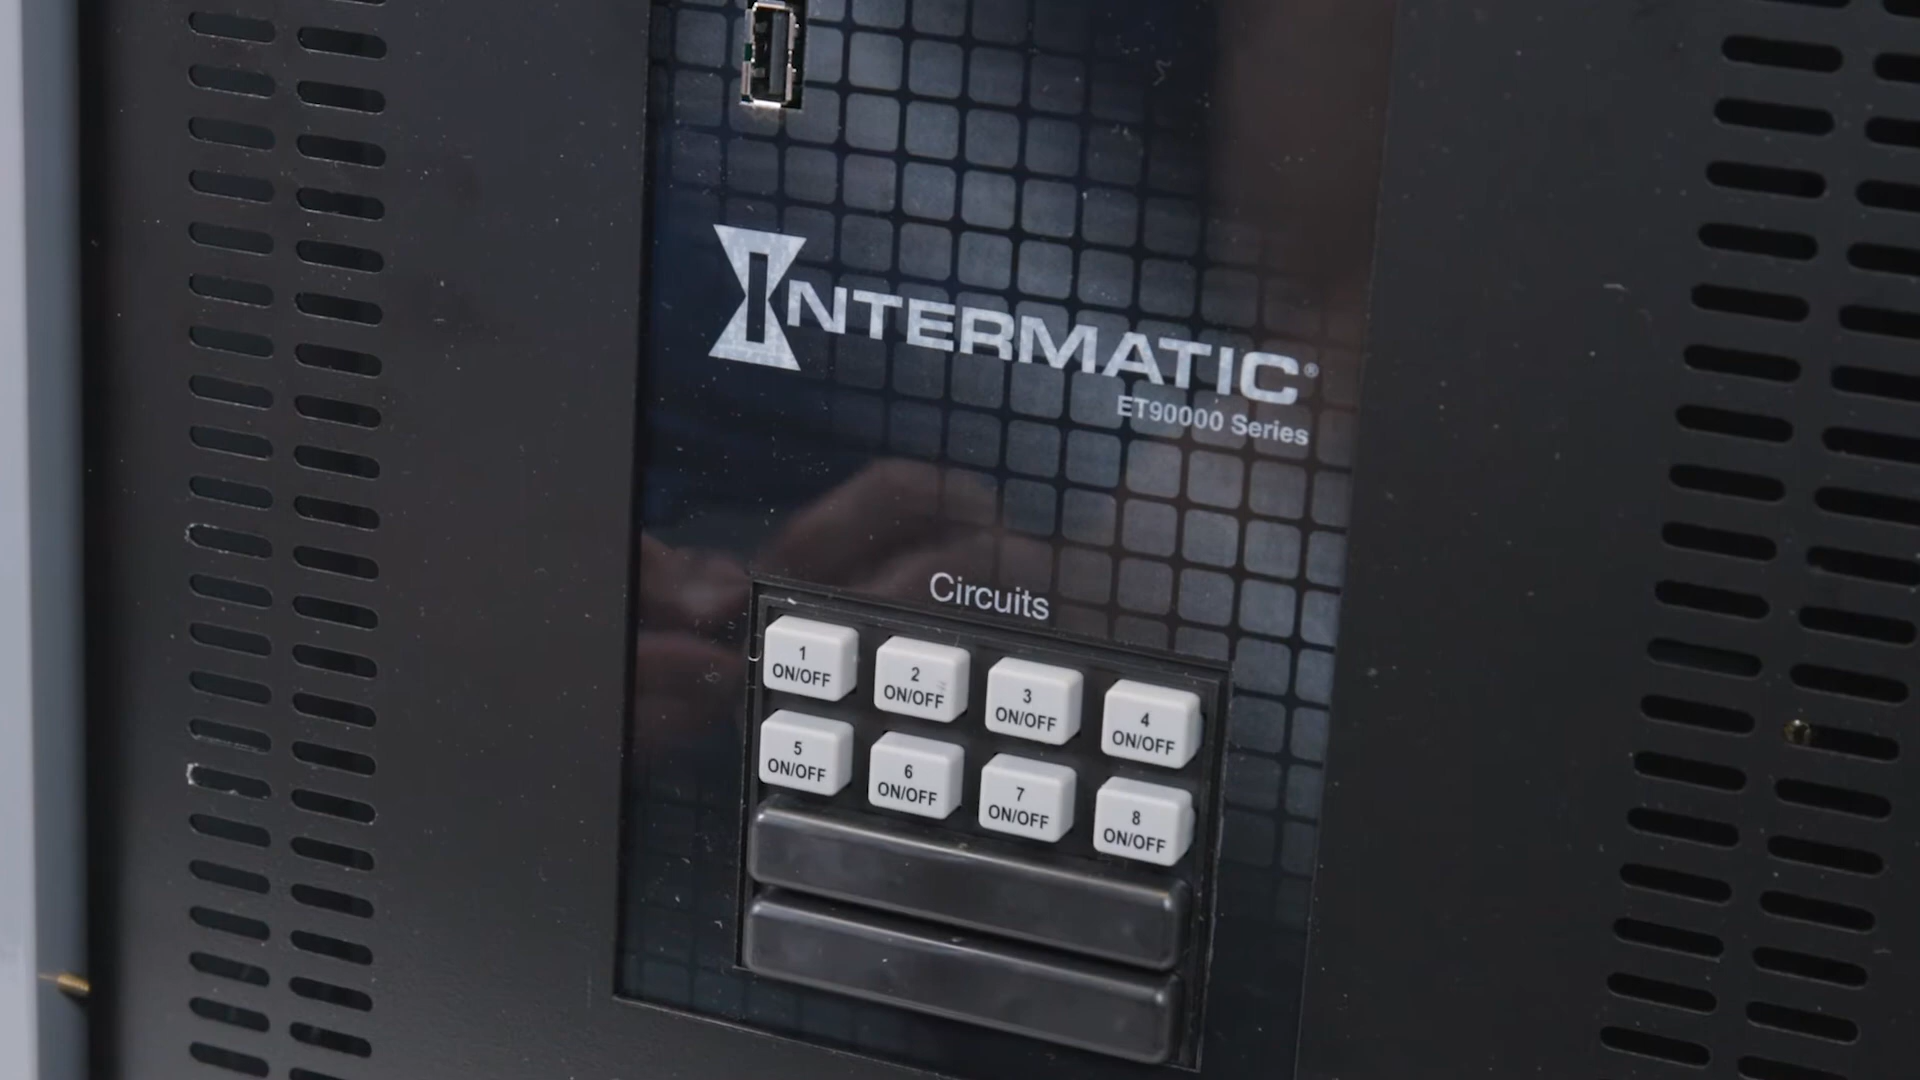 INTERMATIC®
ET90000 Series
Circuits
1
ON/OFF
2
ON/OFF
3
ON/OFF
4
ON/OFF
5
ON/OFF
6
ON/OFF
7
ON/OFF
8
ON/OFF